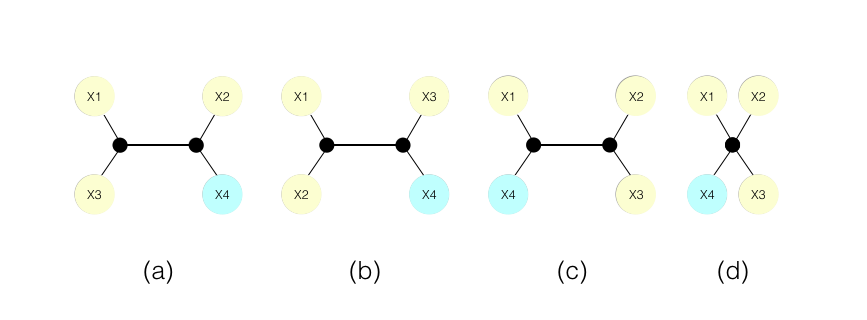 X1 X2 X1 X3 X1 X2 X1 X2
X3 X4 X2 X4 X4 X3 X4 X3
(a) (b) (c) (d)